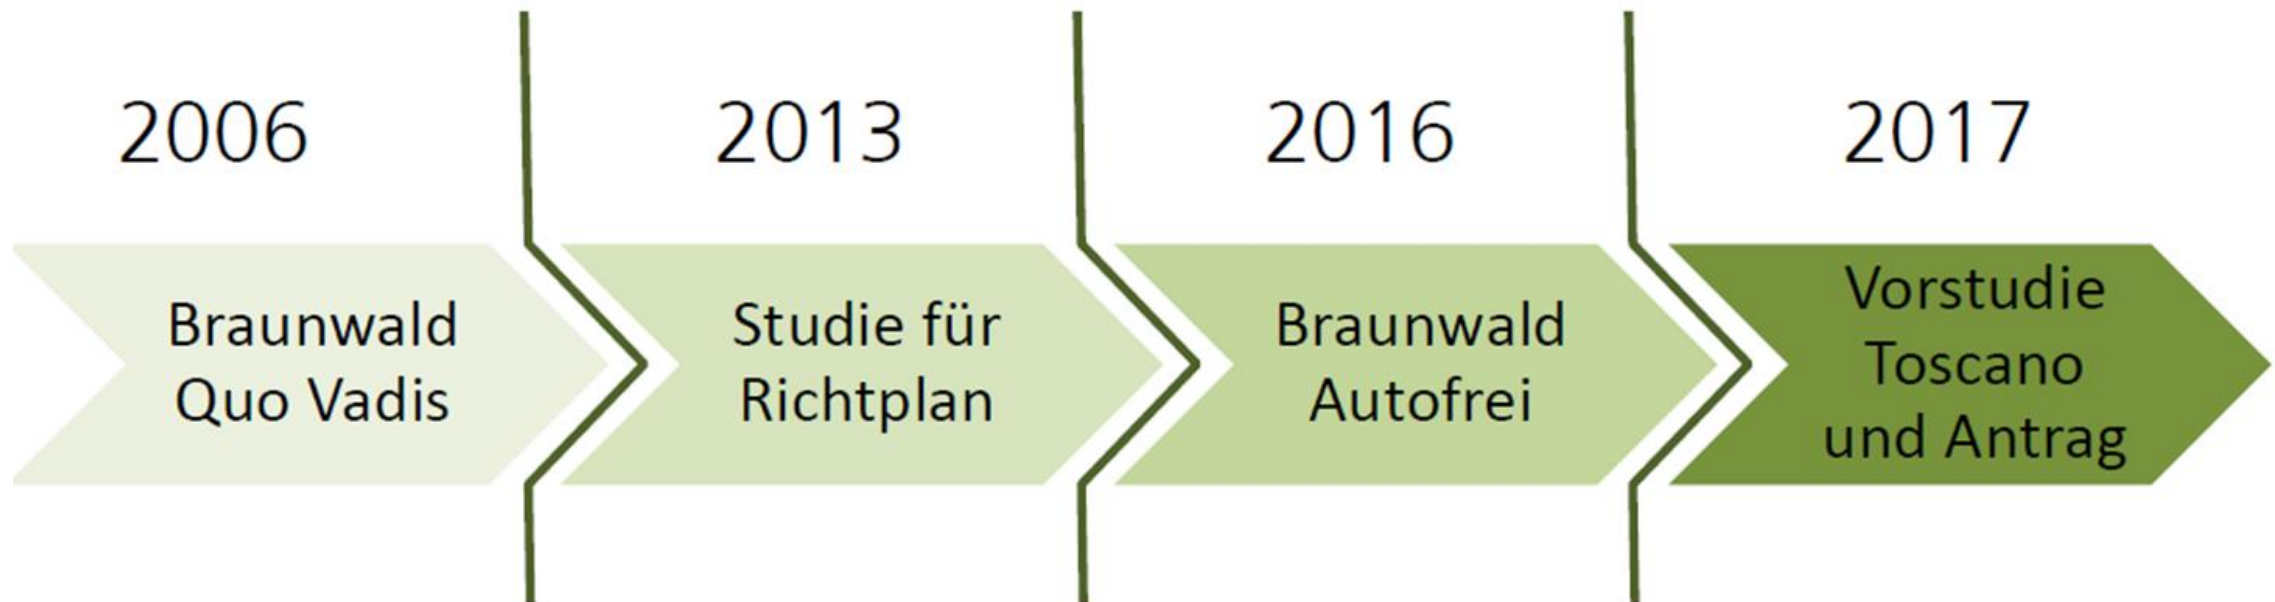 2006
Braunwald
Quo Vadis
2013
Studie für
Richtplan
2016
Braunwald
Autofrei
2017
Vorstudie
Toscano
und Antrag